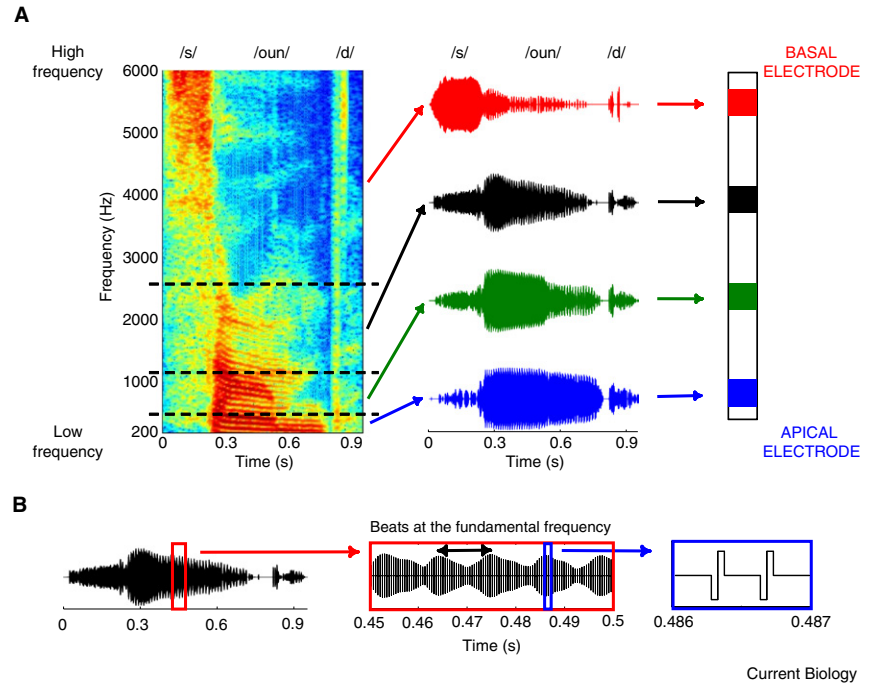 A
High
frequency
/s/ /oun/ /d/
/s/ /oun/ /d/
BASAL
ELECTRODE
6000
5000
4000
3000
2000
1000
200
Frequency (Hz)
Low
frequency
0 0.3 0.6 0.9
Time (s)
0 0.3 0.6 0.9
Time (s)
APICAL
ELECTRODE
B
Beats at the fundamental frequency
0 0.3 0.6 0.9
0.45 0.46 0.47 0.48 0.49 0.5
Time (s)
0.486 0.487
Current Biology